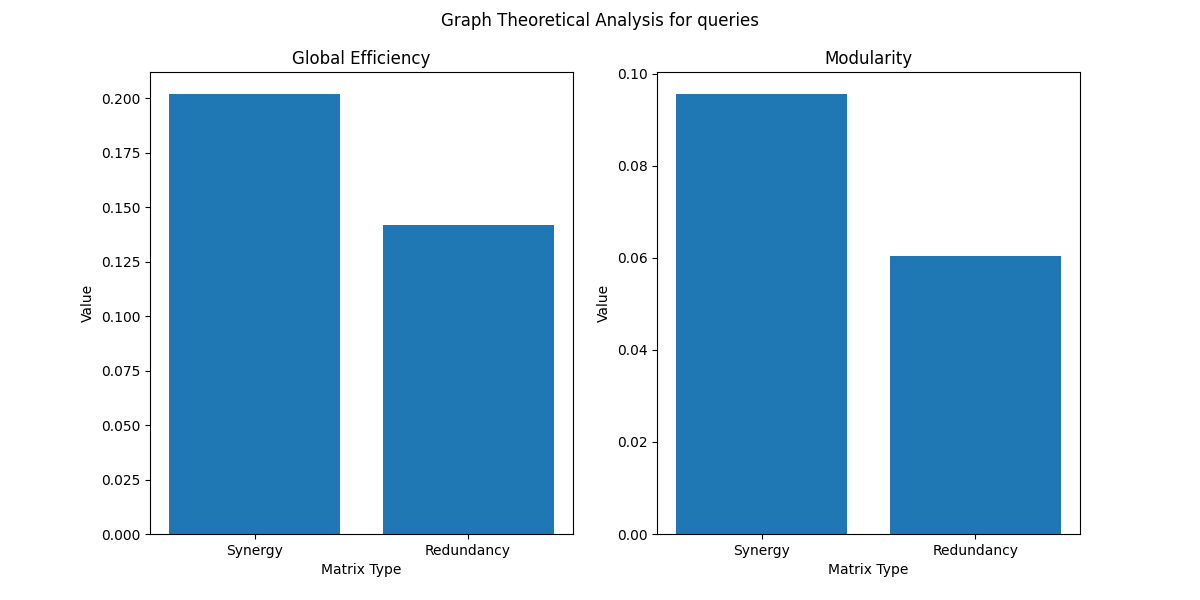 Graph Theoretical Analysis for queries
Global Efficiency
0.200
0.175
0.150
0.125
0.100
0.075
0.050
0.025
0.000
Value
Synergy
Redundancy
Matrix Type
Modularity
0.10
0.08
0.06
0.04
0.02
0.00
Value
Synergy
Redundancy
Matrix Type